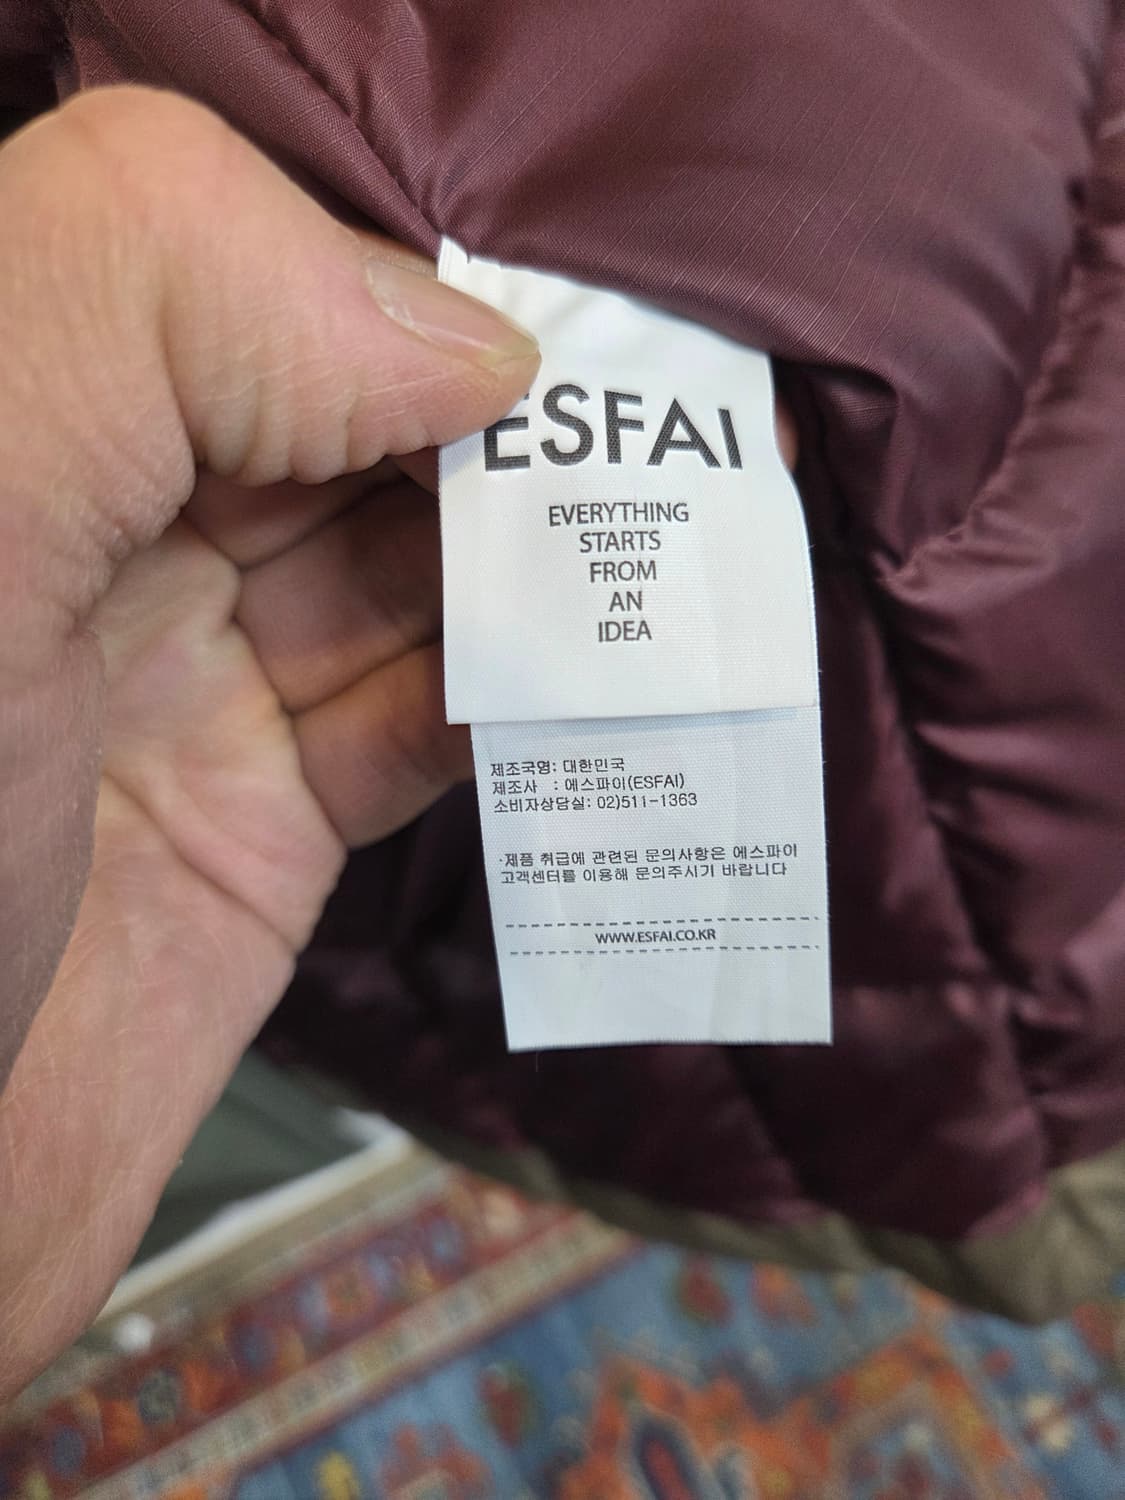 ESFAI
EVERYTHING
STARTS
FROM
AN
IDEA
제조국영: 대한민국
제조사 : 에스파이(ESFAI)
소비자상담실: 02)511-1363
·제품 취급에 관련된 문의사항은 에스파이
고객센터를 이용해 문의주시기 바랍니다
WWW.ESFAI.CO.KR